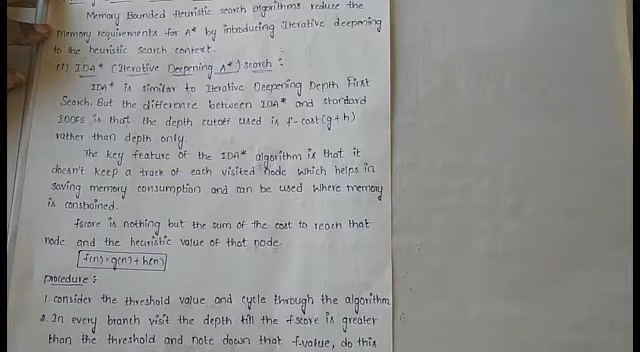 Memory Bounded Heuristic search algorithms reduce the
memory requirements for A* by introducing Iterative deepening
to the heuristic search context.
(i) IDA* (Iterative Deepening A*) search :
IDA* is similar to Iterative Deepening Depth First
Search. But the difference between IDA* and standard
IDDFS is that the depth cutoff used is f-cost(g+h)
rather than depth only.
The key feature of the IDA* algorithm is that it
doesn't keep a track of each visited node which helps in
saving memory consumption and can be used where memory
is constrained.
fscore is nothing but the sum of the cost to reach that
node and the heuristic value of that node.
f(n) = g(n) + h(n)
procedure :
1. consider the threshold value and cycle through the algorithm
2. In every branch visit the depth till the fscore is greater
than the threshold and note down that f-value, do this